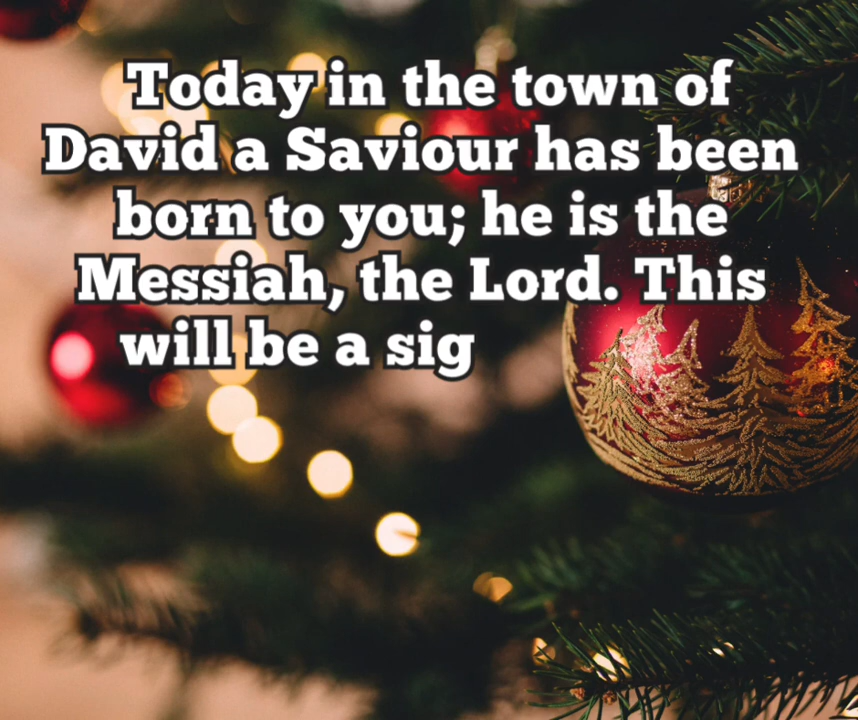 Today in the town of
David a Saviour has been
born to you; he is the
Messiah, the Lord. This
will be a sig